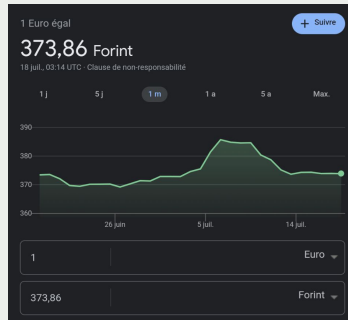 1 Euro égal
+ Suivre
373,86 Forint
18 juil., 03:14 UTC · Clause de non-responsabilité
1 j 5 j 1 m 1 a 5 a Max.
390
380
370
360
26 juin 5 juil. 14 juil.
1 Euro
373,86 Forint